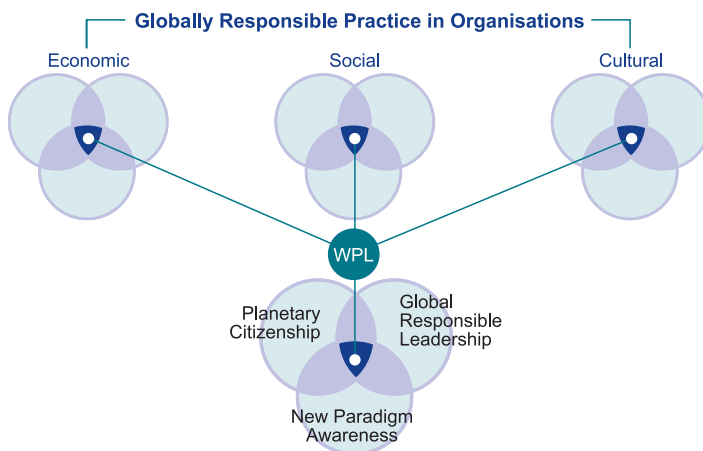 Globally Responsible Practice in Organisations
Economic
Social
Cultural
WPL
Planetary
Citizenship
Global
Responsible
Leadership
New Paradigm
Awareness